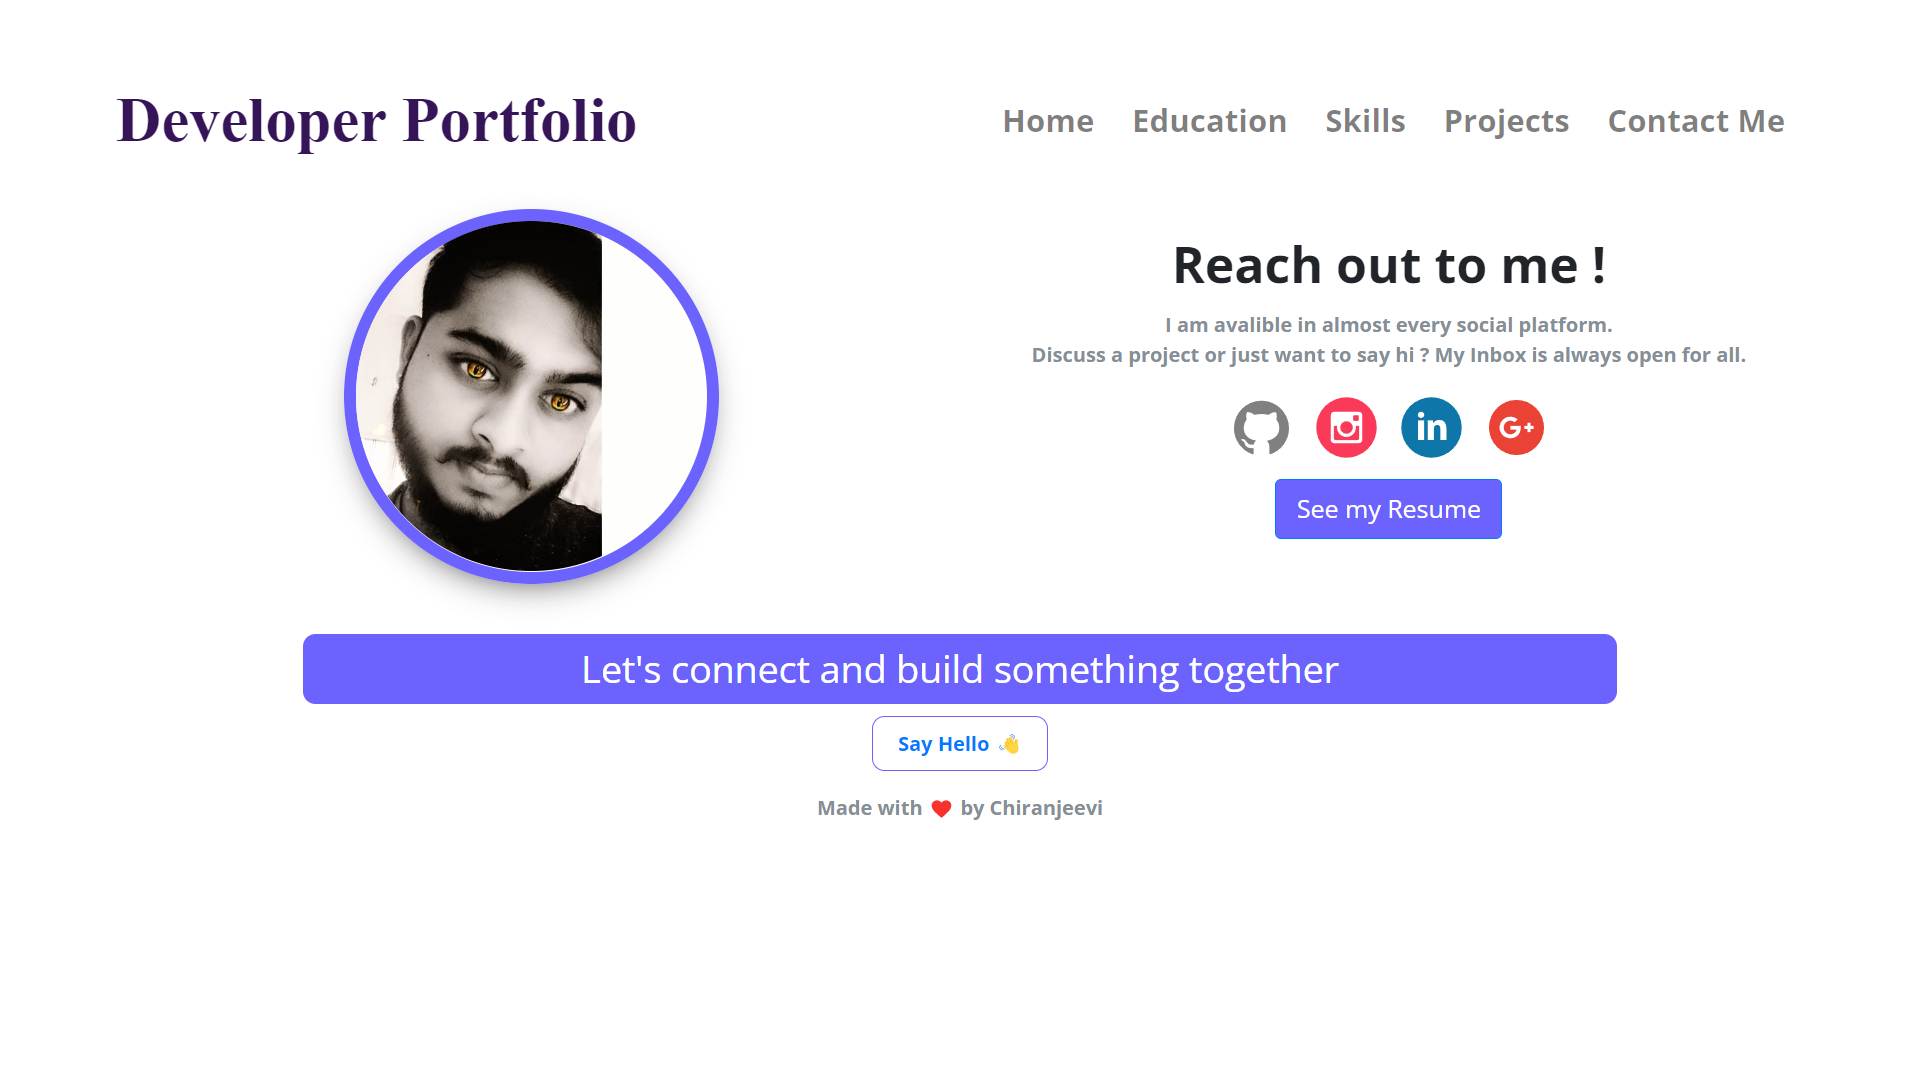 Developer Portfolio
Home Education Skills Projects Contact Me
Reach out to me !
I am avalible in almost every social platform.
Discuss a project or just want to say hi ? My Inbox is always open for all.
in G+
See my Resume
Let's connect and build something together
Say Hello 👋
Made with ❤ by Chiranjeevi